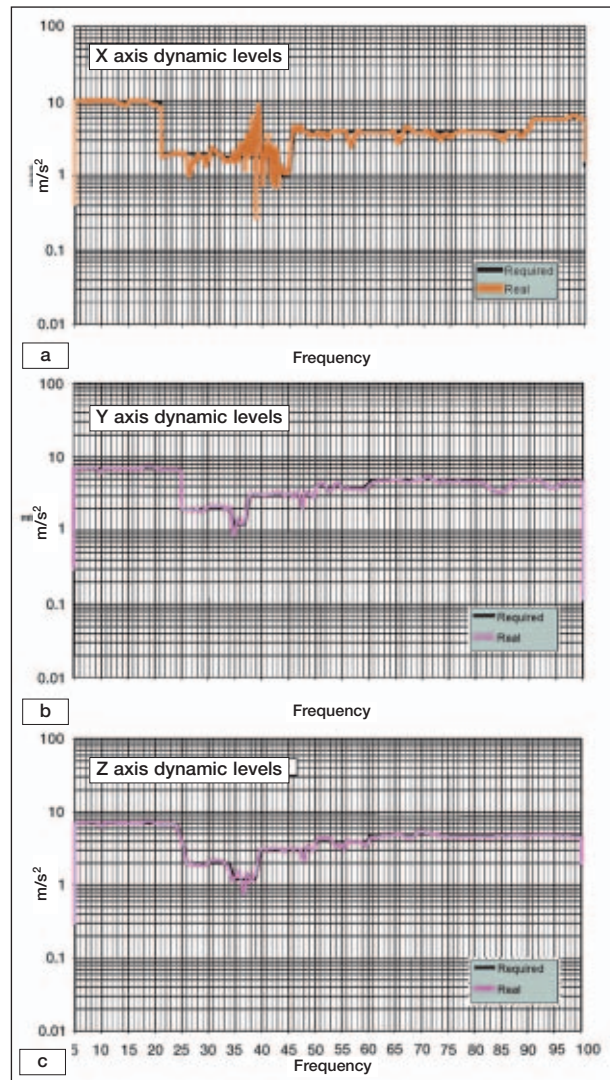 X axis dynamic levels
100
10
1
0.1
0.01
m/s²
Required
Real
a
Frequency
Y axis dynamic levels
100
10
1
0.1
0.01
m/s²
Required
Real
b
Frequency
Z axis dynamic levels
100
10
1
0.1
0.01
m/s²
Required
Real
5 10 15 20 25 30 35 40 45 50 55 60 65 70 75 80 85 90 95 100
c
Frequency